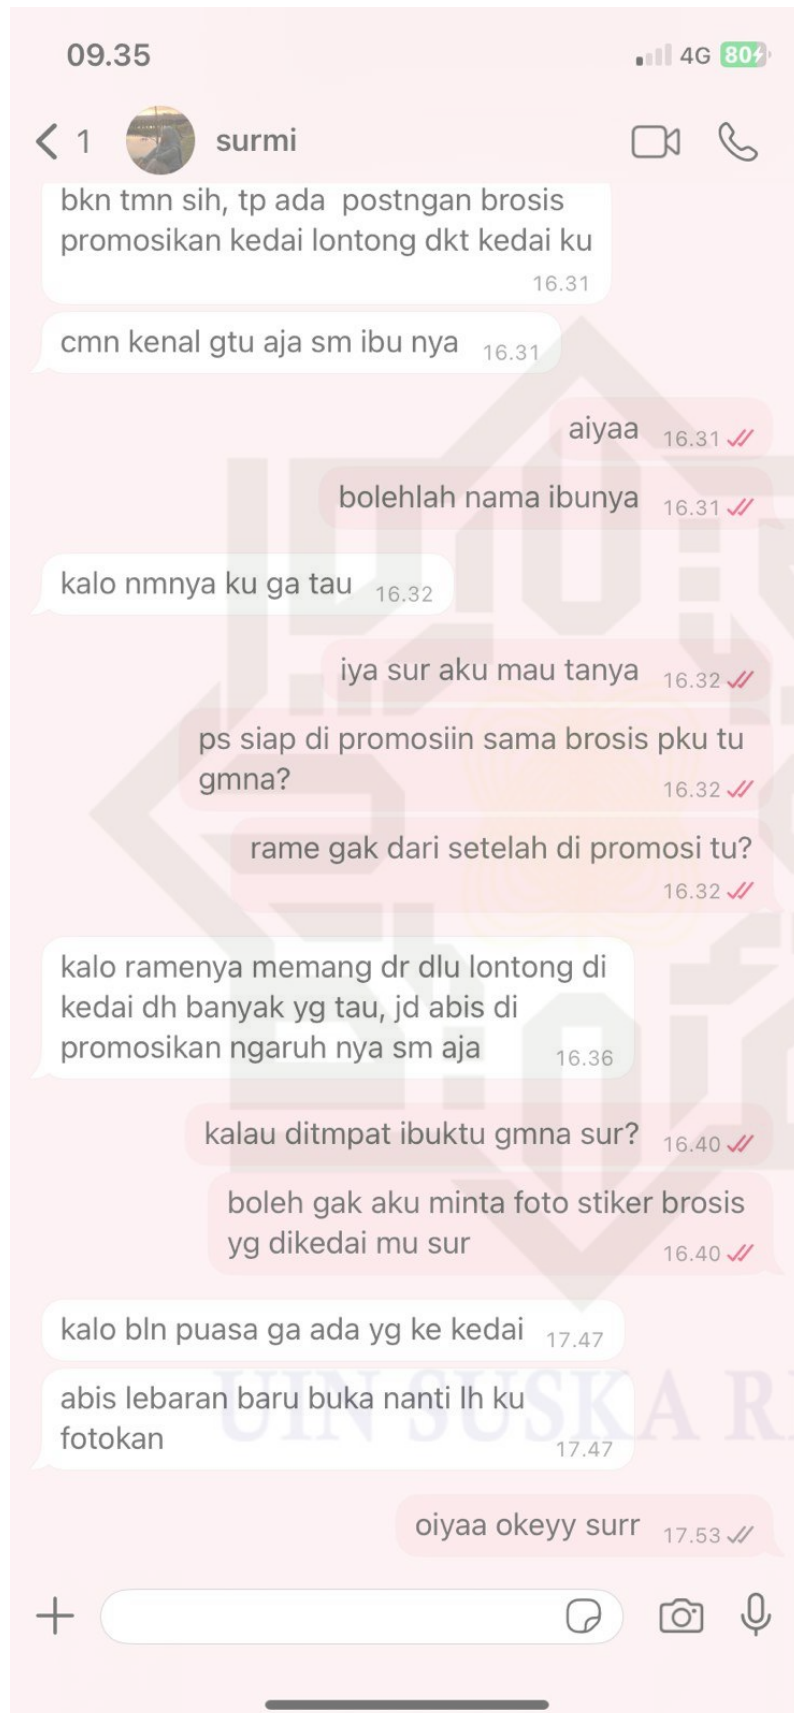 09.35
4G 80
1 surmi
bkn tmn sih, tp ada postngan brosis
promosikan kedai lontong dkt kedai ku
16.31
cmn kenal gtu aja sm ibu nya 16.31
aiyaa 16.31
bolehlah nama ibunya 16.31
kalo nmnya ku ga tau 16.32
iya sur aku mau tanya 16.32
ps siap di promosiin sama brosis pku tu
gmna? 16.32
rame gak dari setelah di promosi tu?
16.32
kalo ramenya memang dr dlu lontong di
kedai dh banyak yg tau, jd abis di
promosikan ngaruh nya sm aja 16.36
kalau ditmpat ibuktu gmna sur? 16.40
boleh gak aku minta foto stiker brosis
yg dikedai mu sur 16.40
kalo bln puasa ga ada yg ke kedai 17.47
abis lebaran baru buka nanti lh ku
fotokan 17.47
UIN SUSKA
oiyaa okeyy surr 17.53